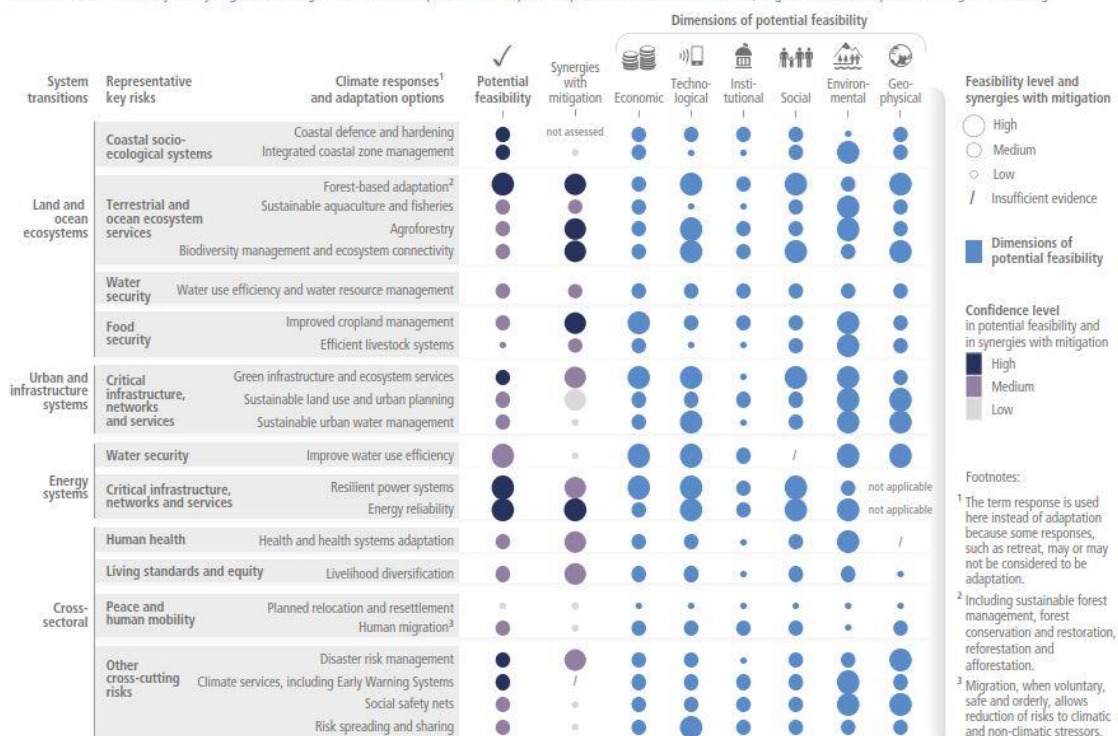 Dimensions of potential feasibility
System transitions
Representative key risks
Climate responses1 and adaptation options
Potential feasibility
Synergies with mitigation
Economic
Techno-logical
Insti-tutional
Social
Environ-mental
Geo-physical
Land and ocean ecosystems
Coastal socio-ecological systems
Coastal defence and hardening
not assessed
Integrated coastal zone management
Terrestrial and ocean ecosystem services
Forest-based adaptation2
Sustainable aquaculture and fisheries
Agroforestry
Biodiversity management and ecosystem connectivity
Water security
Water use efficiency and water resource management
Food security
Improved cropland management
Efficient livestock systems
Urban and infrastructure systems
Critical infrastructure, networks and services
Green infrastructure and ecosystem services
Sustainable land use and urban planning
Sustainable urban water management
Energy systems
Water security
Improve water use efficiency
/
Critical infrastructure, networks and services
Resilient power systems
not applicable
Energy reliability
not applicable
Cross-sectoral
Human health
Health and health systems adaptation
/
Living standards and equity
Livelihood diversification
Peace and human mobility
Planned relocation and resettlement
Human migration3
Other cross-cutting risks
Disaster risk management
Climate services, including Early Warning Systems
/
Social safety nets
Risk spreading and sharing
Feasibility level and
synergies with mitigation
High
Medium
Low
/ Insufficient evidence
Dimensions of
potential feasibility
Confidence level
in potential feasibility and
in synergies with mitigation
High
Medium
Low
Footnotes:
1 The term response is used
here instead of adaptation
because some responses,
such as retreat, may or may
not be considered to be
adaptation.
2 Including sustainable forest
management, forest
conservation and restoration,
reforestation and
afforestation.
3 Migration, when voluntary,
safe and orderly, allows
reduction of risks to climatic
and non-climatic stressors.